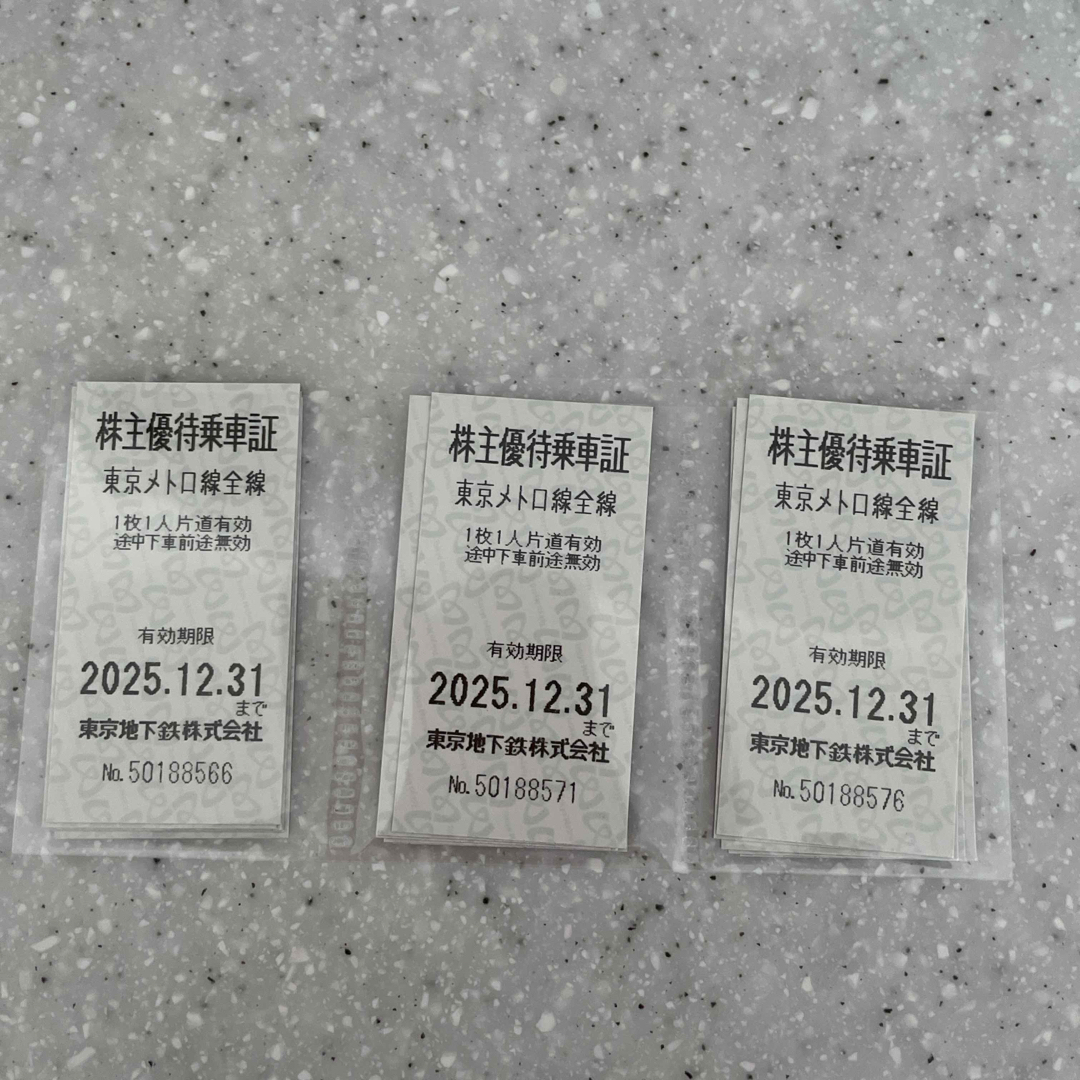 株主優待乗車証
東京メトロ線全線
1枚1人片道有効
途中下車前途無効
有効期限
2025.12.31
まで
東京地下鉄株式会社
No.50188566
株主優待乗車証
東京メトロ線全線
1枚1人片道有効
途中下車前途無効
有効期限
2025.12.31
まで
東京地下鉄株式会社
No.50188571
株主優待乗車証
東京メトロ線全線
1枚1人片道有効
途中下車前途無効
有効期限
2025.12.31
まで
東京地下鉄株式会社
No.50188576